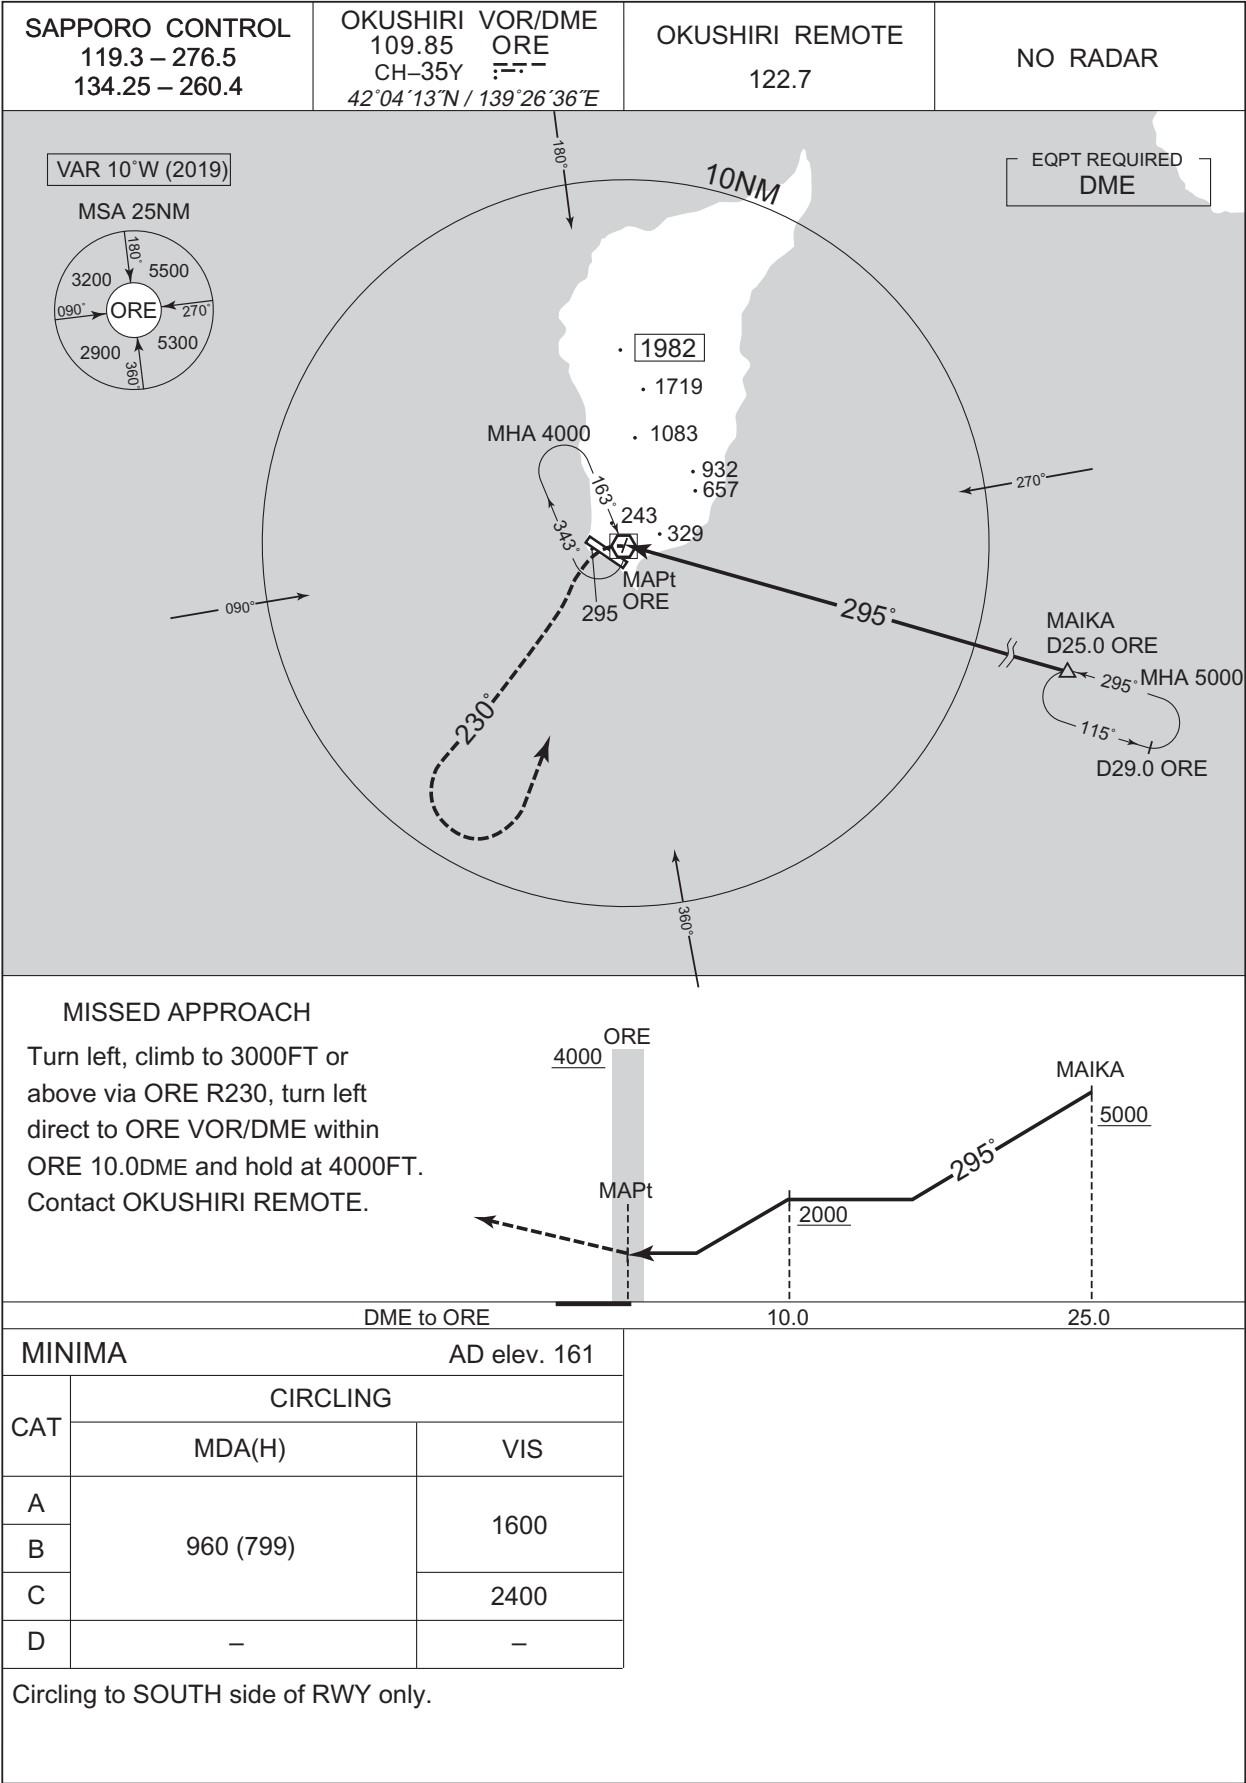 SAPPORO CONTROL
119.3 – 276.5
134.25 – 260.4
OKUSHIRI VOR/DME
109.85 ORE
CH–35Y
42°04´13˝N / 139°26´36˝E
OKUSHIRI REMOTE
122.7
NO RADAR
VAR 10°W (2019)
MSA 25NM
180°
3200
5500
090°
ORE
270°
2900
5300
360°
180°
10NM
EQPT REQUIRED
DME
1982
1719
MHA 4000
1083
932
657
163°
243
329
343°
270°
MAPt
ORE
295
090°
295°
MAIKA
D25.0 ORE
295°
MHA 5000
115°
D29.0 ORE
230°
360°
MISSED APPROACH
Turn left, climb to 3000FT or
above via ORE R230, turn left
direct to ORE VOR/DME within
ORE 10.0DME and hold at 4000FT.
Contact OKUSHIRI REMOTE.
ORE
4000
MAIKA
5000
295°
MAPt
2000
DME to ORE
10.0
25.0
MINIMA
AD elev. 161
CAT
CIRCLING
MDA(H)
VIS
A
B
960 (799)
1600
C
2400
D
–
–
Circling to SOUTH side of RWY only.